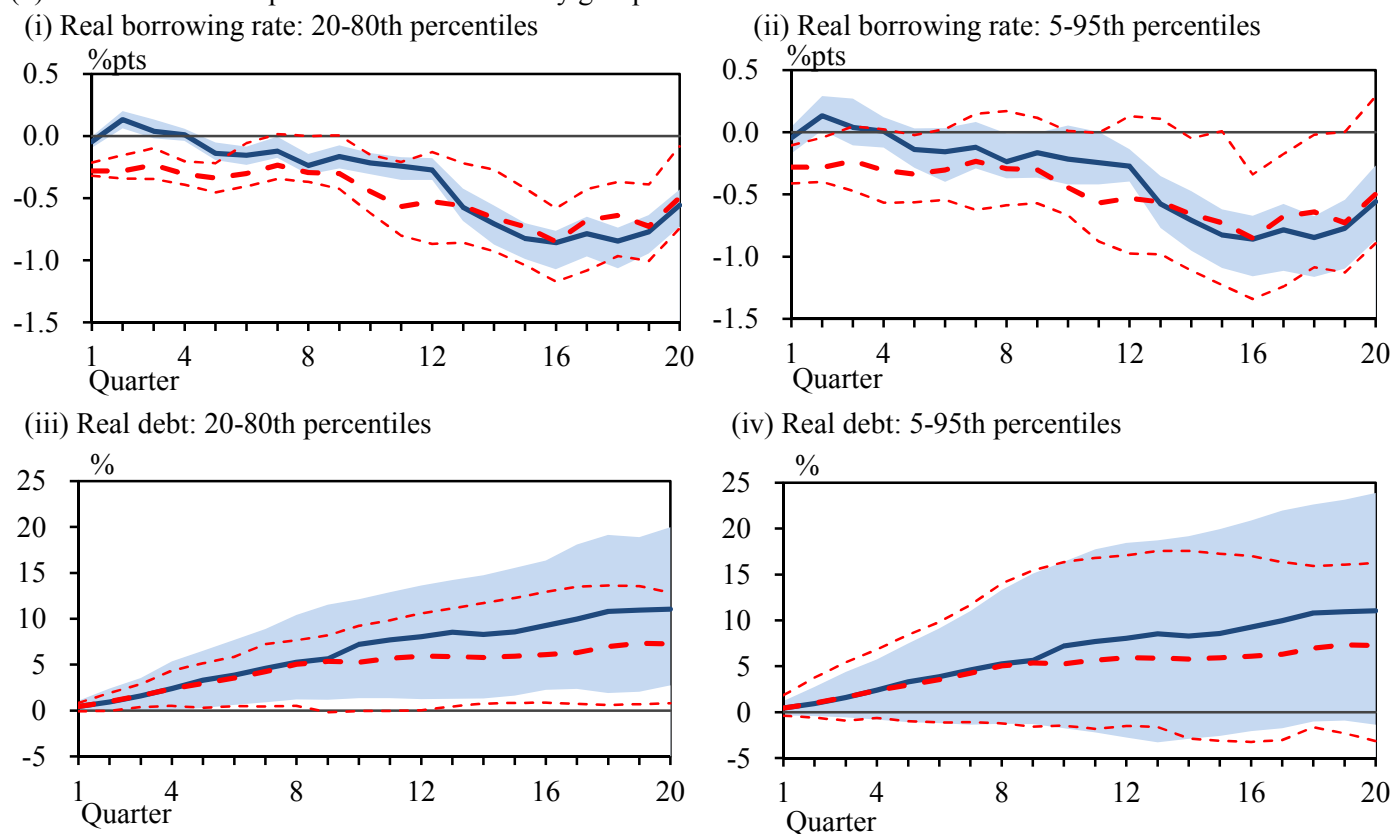 (i) Real borrowing rate: 20-80th percentiles
%pts
0.5
0.0
-0.5
-1.0
-1.5
1 4 8 12 16 20
Quarter
(ii) Real borrowing rate: 5-95th percentiles
%pts
0.5
0.0
-0.5
-1.0
-1.5
1 4 8 12 16 20
Quarter
(iii) Real debt: 20-80th percentiles
%
25
20
15
10
5
0
-5
1 4 8 12 16 20
Quarter
(iv) Real debt: 5-95th percentiles
%
25
20
15
10
5
0
-5
1 4 8 12 16 20
Quarter